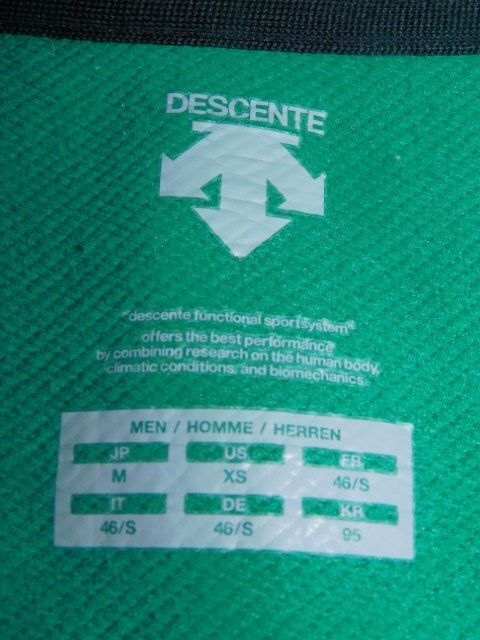 DESCENTE
"descente functional sportsystem"
offers the best performance
by combining research on the human body,
climatic conditions, and biomechanics.
MEN / HOMME / HERREN
JP US FR
M XS 46/S
IT DE KR
46/S 46/S 95